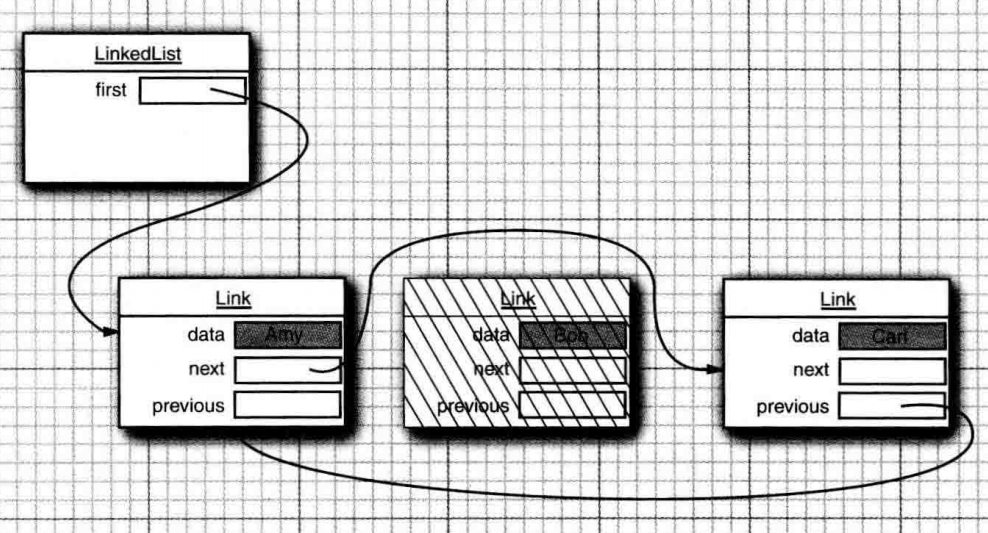 LinkedList
first
Link
data Amy
next
previous
Link
data Bob
next
previous
Link
data Carl
next
previous